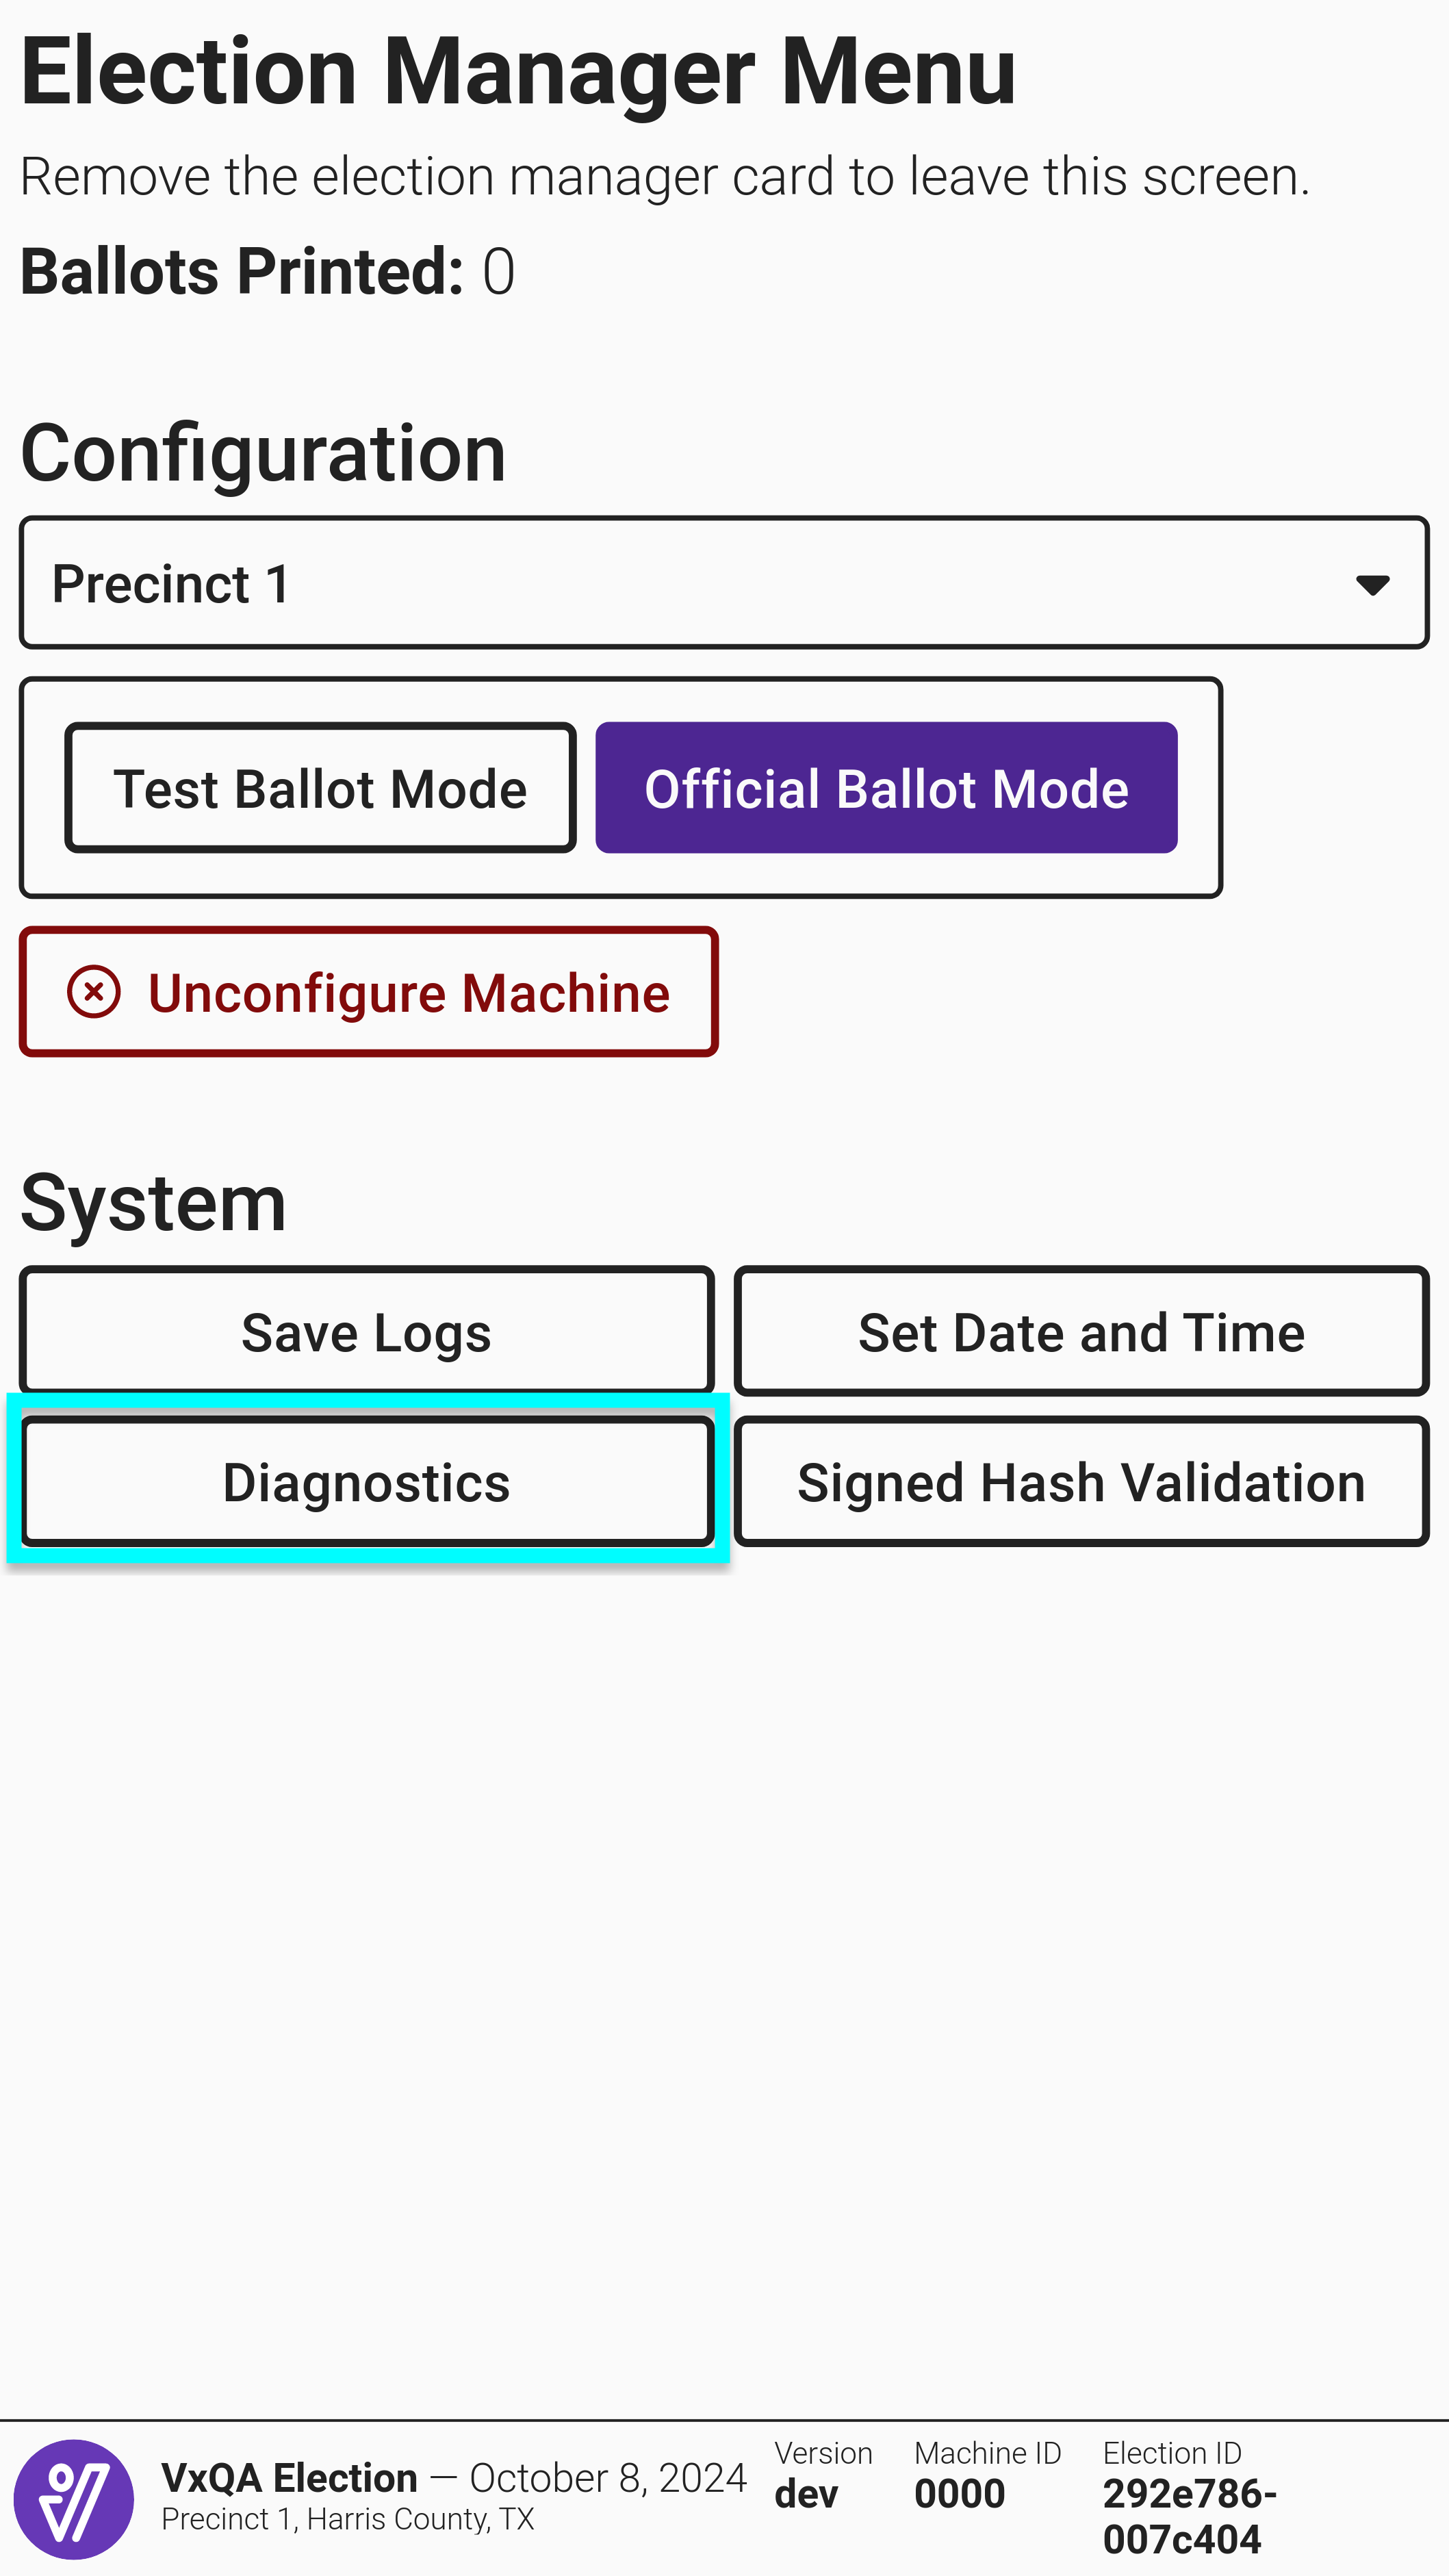 Election Manager Menu
Remove the election manager card to leave this screen.
Ballots Printed: 0
Configuration
Precinct 1
Test Ballot Mode
Official Ballot Mode
Unconfigure Machine
System
Save Logs
Set Date and Time
Diagnostics
Signed Hash Validation
VxQA Election — October 8, 2024
Precinct 1, Harris County, TX
Version
dev
Machine ID
0000
Election ID
292e786-
007c404